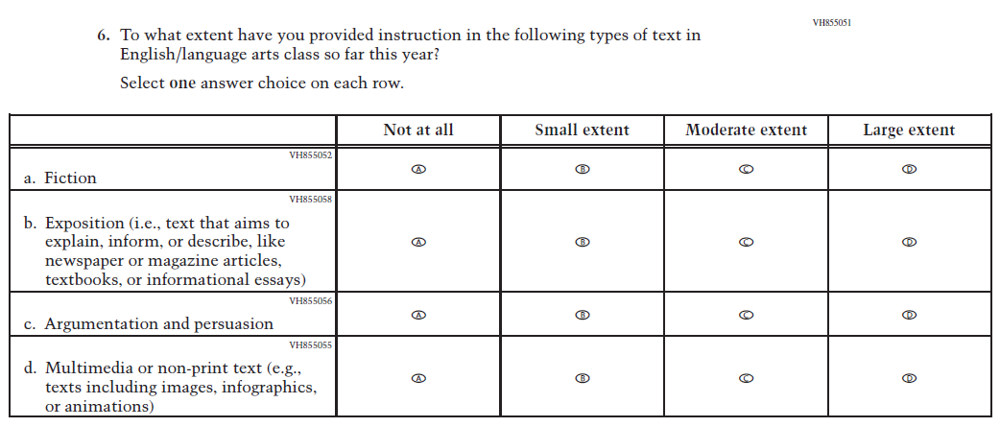 VH855051
6. To what extent have you provided instruction in the following types of text in
English/language arts class so far this year?
Select one answer choice on each row.
Not at all Small extent Moderate extent Large extent
VH855052
a. Fiction
A B C D
VH855058
b. Exposition (i.e., text that aims to
explain, inform, or describe, like
newspaper or magazine articles,
textbooks, or informational essays)
A B C D
VH855056
c. Argumentation and persuasion
A B C D
VH855055
d. Multimedia or non-print text (e.g.,
texts including images, infographics,
or animations)
A B C D